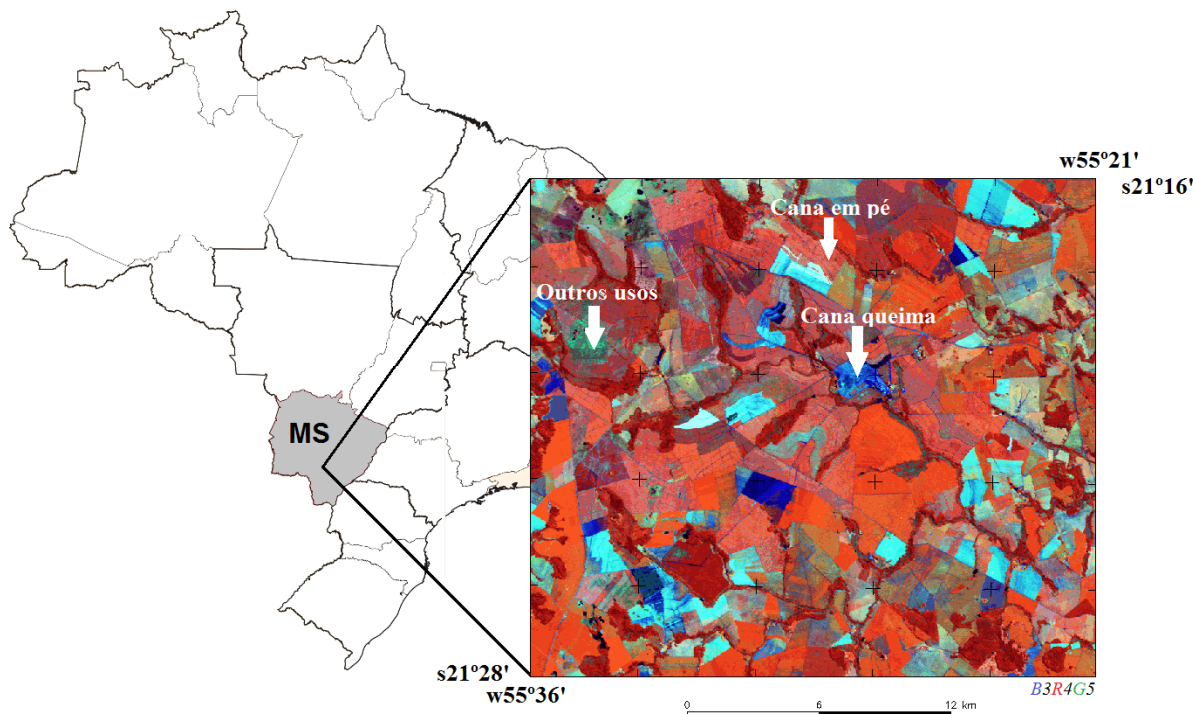 w55º21'
s21º16'
Cana em pé
Outros usos
Cana queima
MS
s21º28'
w55º36'
B3R4G5
0 6 12 km